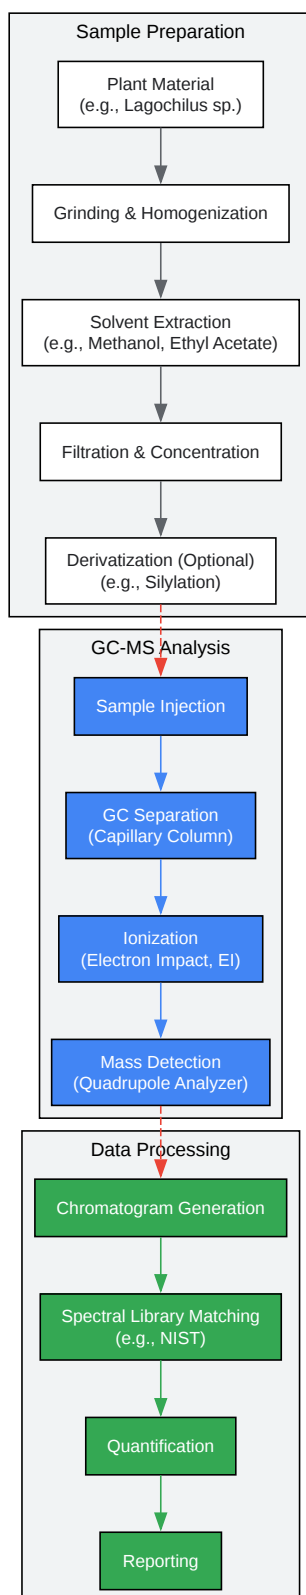 Sample Preparation
Plant Material
(e.g., Lagochilus sp.)
Grinding & Homogenization
Solvent Extraction
(e.g., Methanol, Ethyl Acetate)
Filtration & Concentration
Derivatization (Optional)
(e.g., Silylation)
GC-MS Analysis
Sample Injection
GC Separation
(Capillary Column)
Ionization
(Electron Impact, EI)
Mass Detection
(Quadrupole Analyzer)
Data Processing
Chromatogram Generation
Spectral Library Matching
(e.g., NIST)
Quantification
Reporting